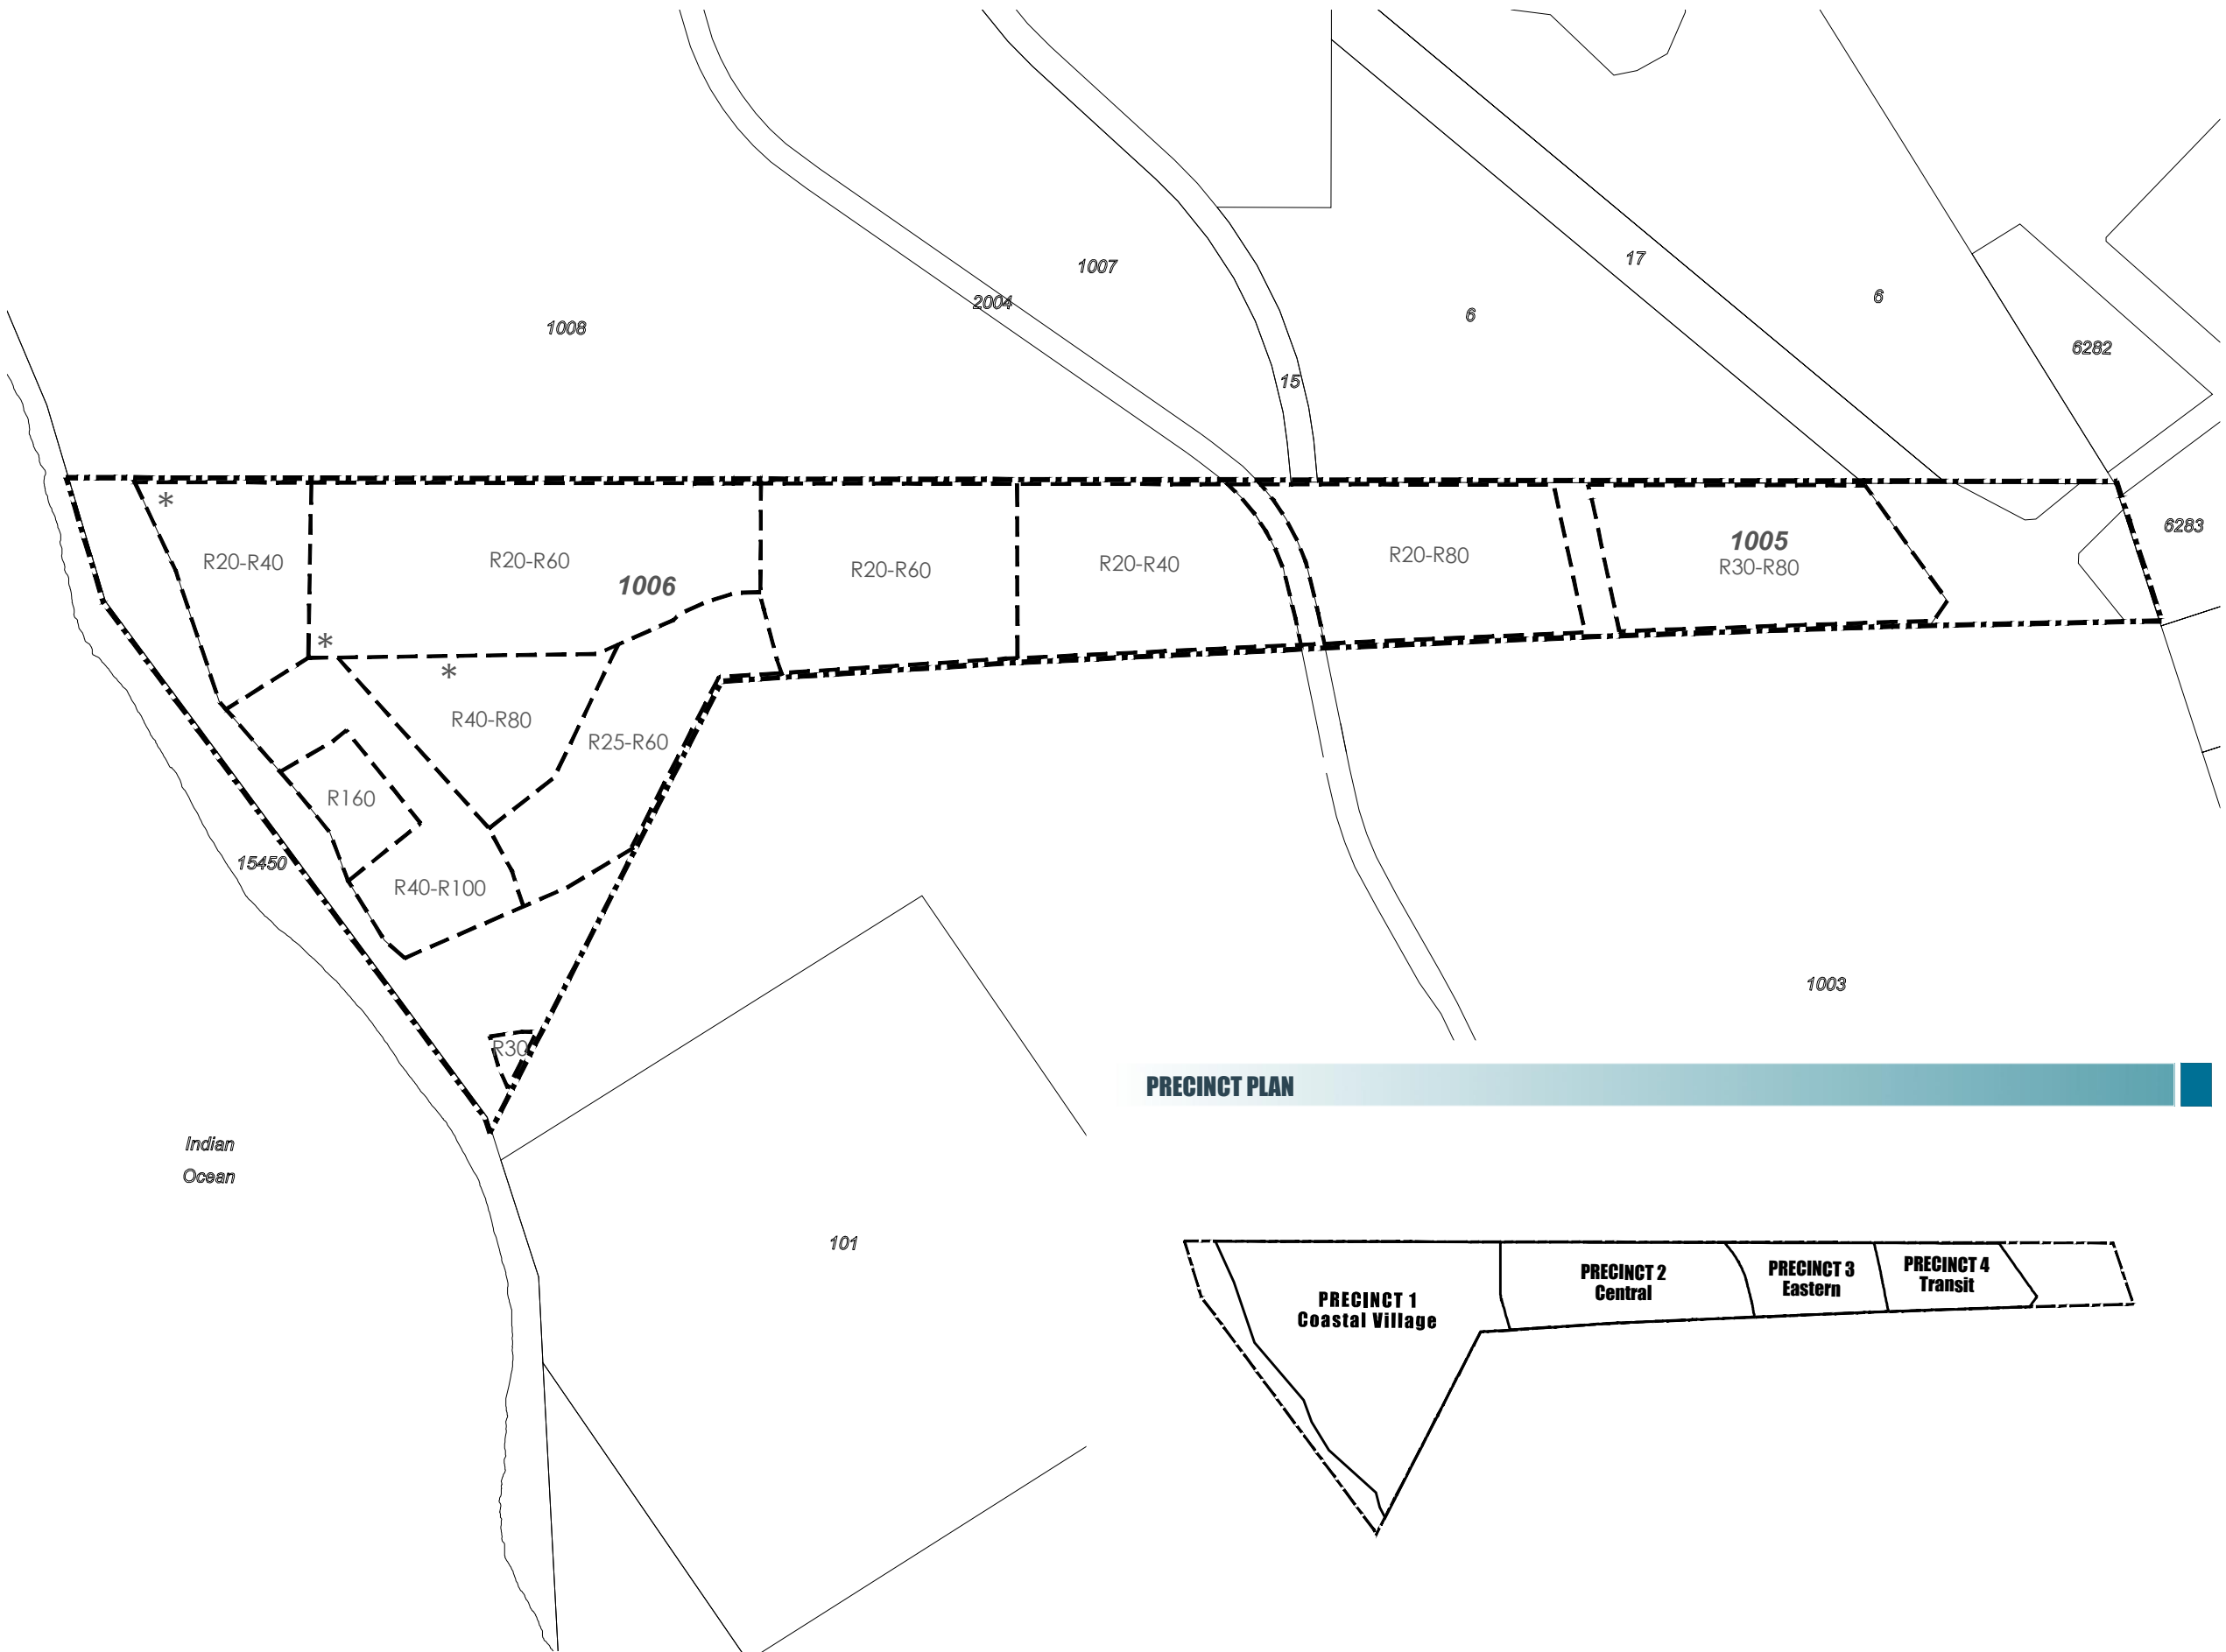 17
1007
6
2004
6
1008
6282
15
6283
*
1005
R20-R40
R20-R60
R20-R60
R20-R40
R20-R80
R30-R80
1006
*
*
R40-R80
R25-R60
R160
15450
R40-R100
1003
R30
PRECINCT PLAN
Indian
Ocean
101
PRECINCT 1
Coastal Village
PRECINCT 2
Central
PRECINCT 3
Eastern
PRECINCT 4
Transit